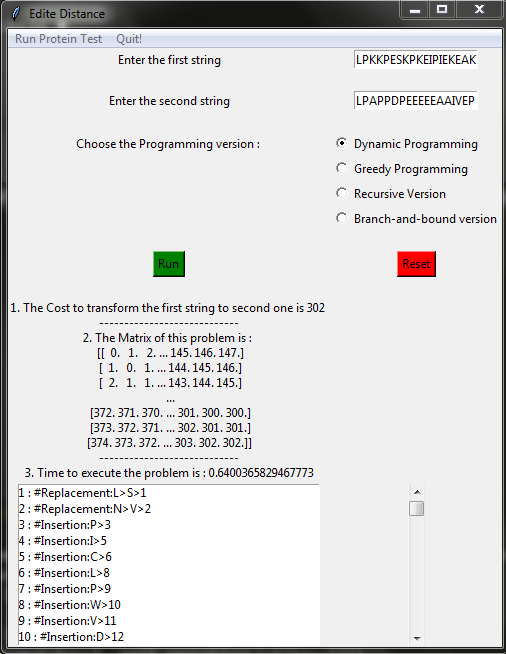 Edite Distance
Run Protein Test Quit!
Enter the first string LPKKPESKPKEIPIEKEAK
Enter the second string LPAPPDPEEEEEAAIVEP
Choose the Programming version : Dynamic Programming
Greedy Programming
Recursive Version
Branch-and-bound version
Run Reset
1. The Cost to transform the first string to second one is 302
----------------------------
2. The Matrix of this problem is :
[[ 0. 1. 2. ... 145. 146. 147.]
[ 1. 0. 1. ... 144. 145. 146.]
[ 2. 1. 1. ... 143. 144. 145.]
...
[372. 371. 370. ... 301. 300. 300.]
[373. 372. 371. ... 302. 301. 301.]
[374. 373. 372. ... 303. 302. 302.]]
----------------------------
3. Time to execute the problem is : 0.6400365829467773
1 : #Replacement:L>S>1
2 : #Replacement:N>V>2
3 : #Insertion:P>3
4 : #Insertion:I>5
5 : #Insertion:C>6
6 : #Insertion:L>8
7 : #Insertion:P>9
8 : #Insertion:W>10
9 : #Insertion:V>11
10 : #Insertion:D>12